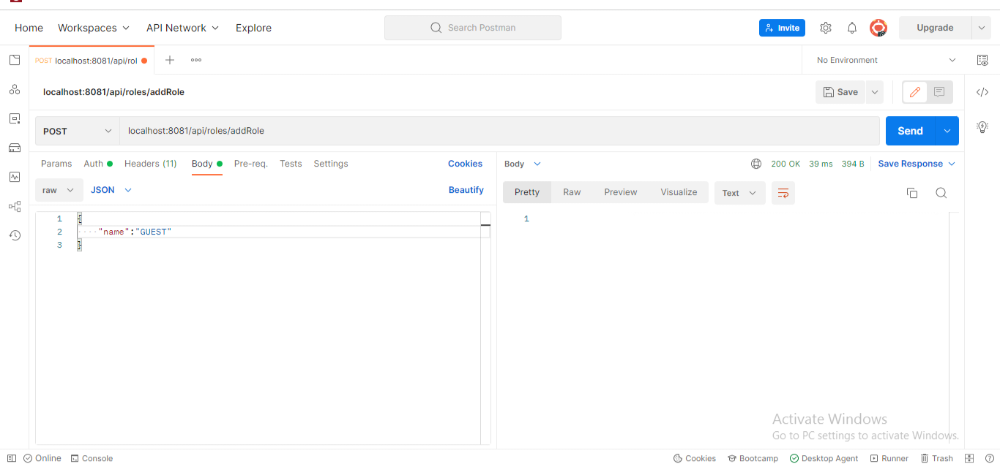 Home Workspaces API Network Explore Search Postman Invite Upgrade
POST localhost:8081/api/rol No Environment
localhost:8081/api/roles/addRole Save
POST localhost:8081/api/roles/addRole Send
Params Auth Headers (11) Body Pre-req. Tests Settings Cookies
raw JSON Beautify
1 {
2 "name":"GUEST"
3 }
Body 200 OK 39 ms 394 B Save Response
Pretty Raw Preview Visualize Text
1
Activate Windows
Go to PC settings to activate Windows.
Online Console Cookies Bootcamp Desktop Agent Runner Trash